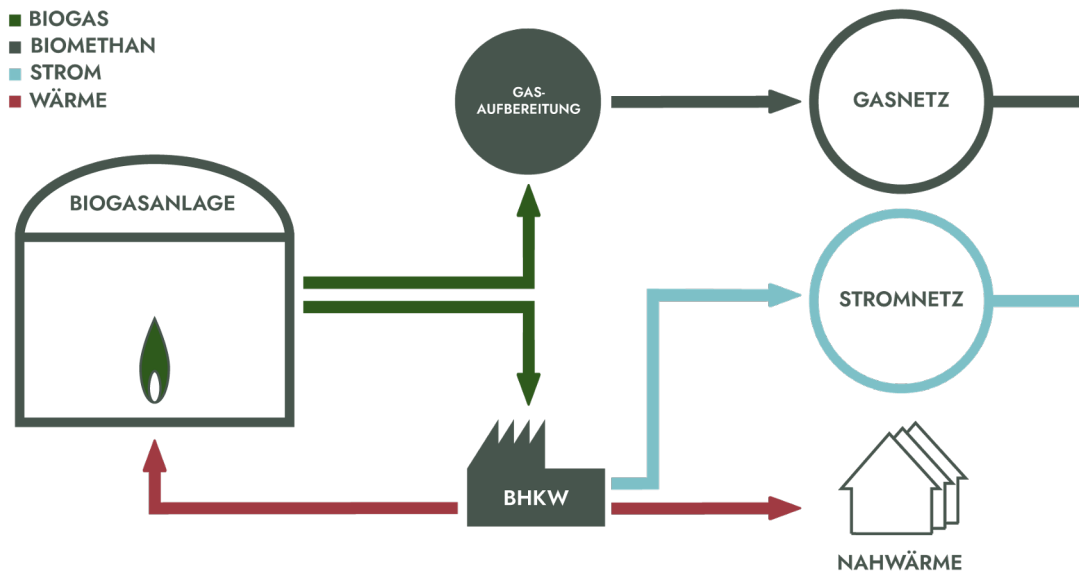 BIOGAS
BIOMETHAN
STROM
WÄRME
GAS-
AUFBEREITUNG
GASNETZ
BIOGASANLAGE
STROMNETZ
BHKW
NAHWÄRME